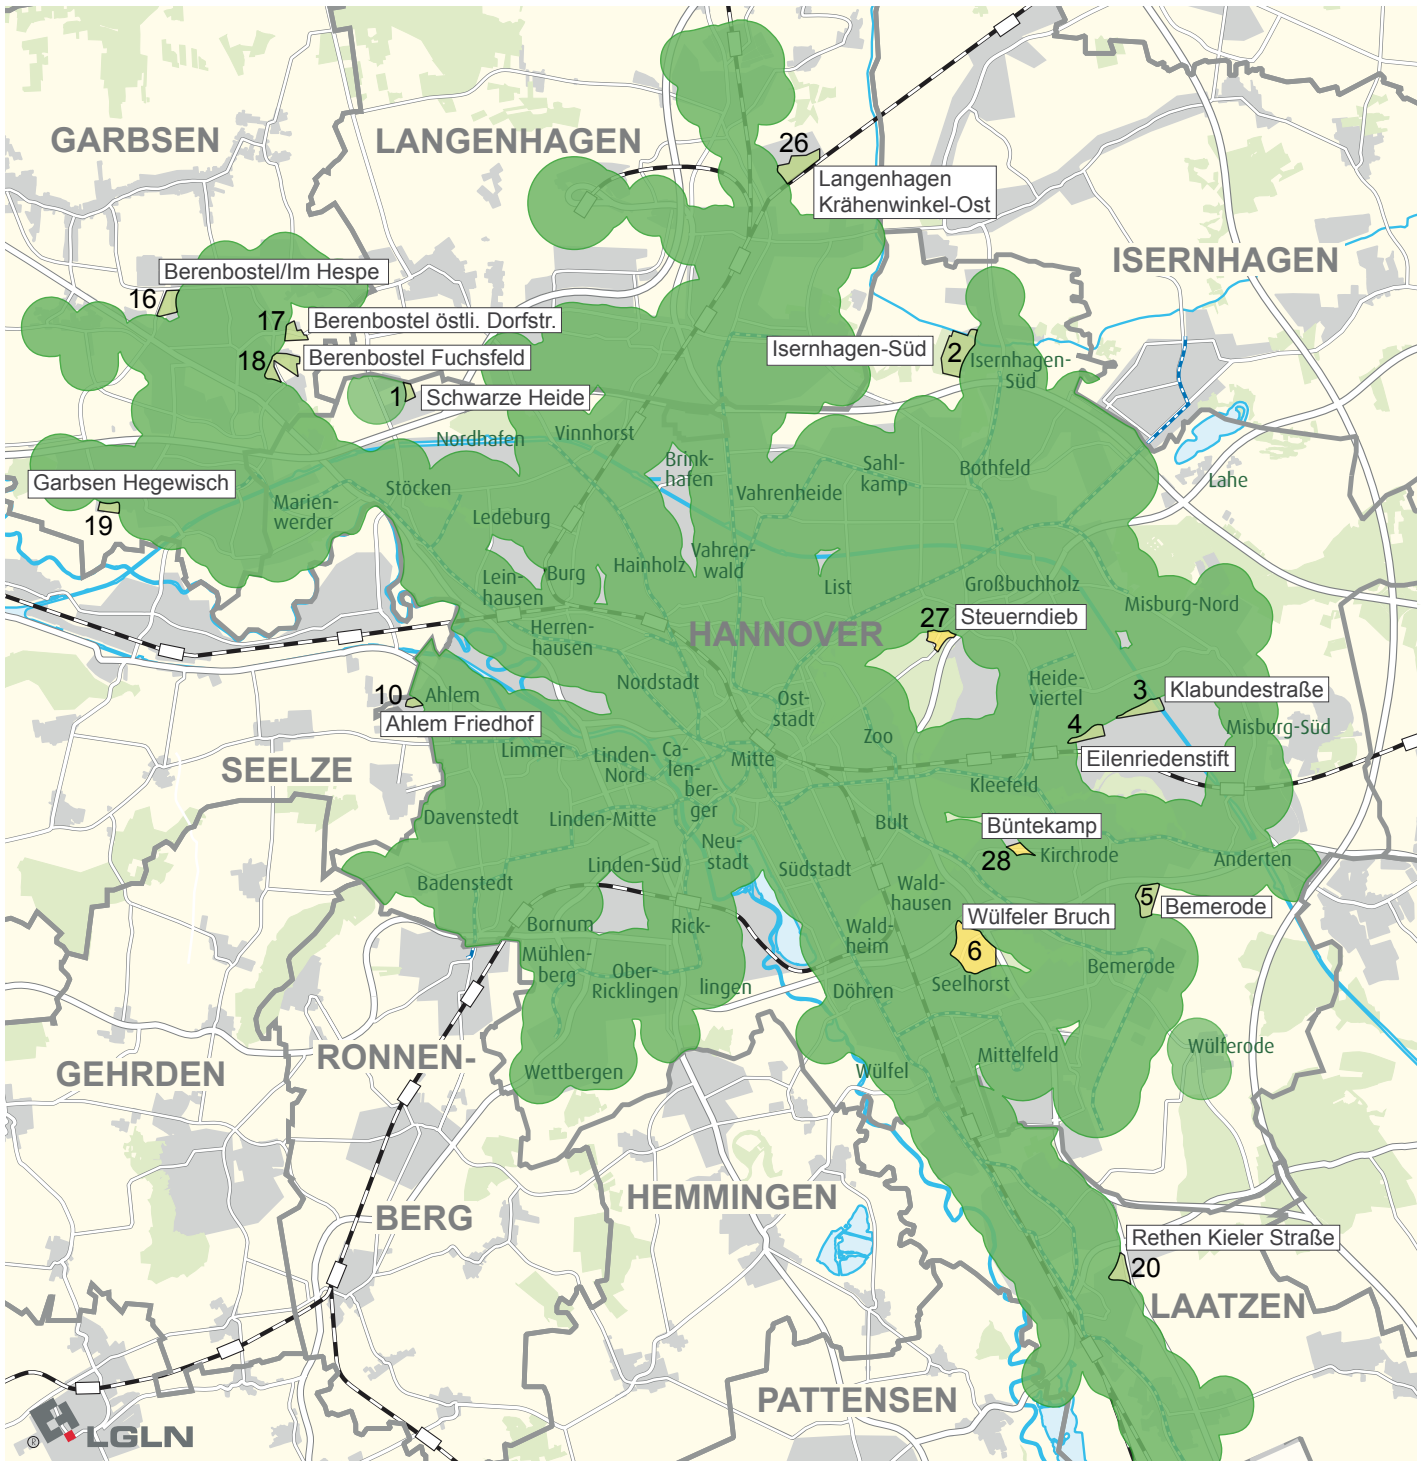 GARBSEN
LANGENHAGEN
26
Langenhagen
Krähenwinkel-Ost
ISERNHAGEN
Berenbostel/Im Hespe
16
17
Berenbostel östli. Dorfstr.
18
Berenbostel Fuchsfeld
1
Schwarze Heide
Isernhagen-Süd
2
Isernhagen-
Süd
Nordhafen
Vinnhorst
Brink-
hafen
Sahl-
kamp
Bothfeld
Lahe
Garbsen Hegewisch
19
Marien-
werder
Stöcken
Vahrenheide
Ledeburg
Hainholz
Vahren-
wald
Burg
Lein-
hausen
List
Großbuchholz
Misburg-Nord
27
Steuerndieb
HANNOVER
Herren-
hausen
Nordstadt
Ost-
stadt
Heide-
viertel
3
Klabundestraße
10
Ahlem
Ahlem Friedhof
4
Eilenriedenstift
Misburg-Süd
Zoo
Limmer
Linden-
Nord
Ca-
len-
ber-
ger
Neu-
stadt
Mitte
SEELZE
Kleefeld
Davenstedt
Linden-Mitte
Bult
Büntekamp
28
Kirchrode
Anderten
Linden-Süd
Südstadt
Badenstedt
Wald-
hausen
5
Bemerode
Wülfeler Bruch
6
Bornum
Rick-
lingen
Wald-
heim
Mühlen-
berg
Ober-
Ricklingen
Döhren
Seelhorst
Bemerode
Wülferode
Mittelfeld
Wülfel
Wettbergen
GEHRDEN
RONNEN-
BERG
HEMMINGEN
Rethen Kieler Straße
20
LAATZEN
PATTENSEN
® LGLN